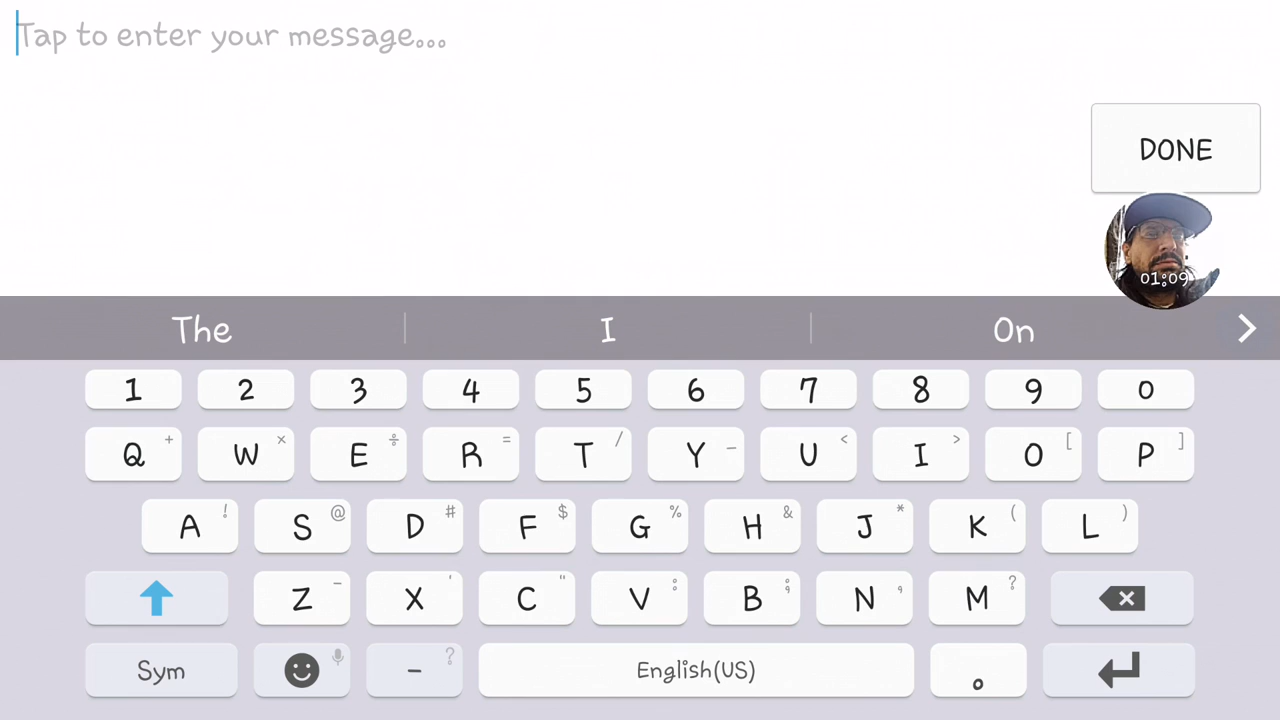 Tap to enter your message...
DONE
01:09
The I On
1 2 3 4 5 6 7 8 9 0
Q + W × E ÷ R = T / Y _ U < I > O [ P ]
A ! S @ D # F $ G % H & J * K ( L )
Z - X ' C " V : B ; N , M ?
Sym - ? English(US) .